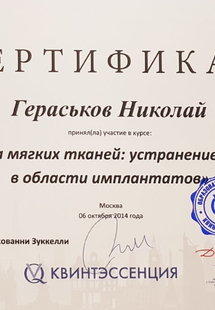 ЕРТИФИКА
Гераськов Николай
принял(ла) участие в курсе:
мягких тканей: устранение
в области имплантатов»
Москва
06 октября 2014 года
ованни Зуккелли
КВИНТЭССЕНЦИЯ